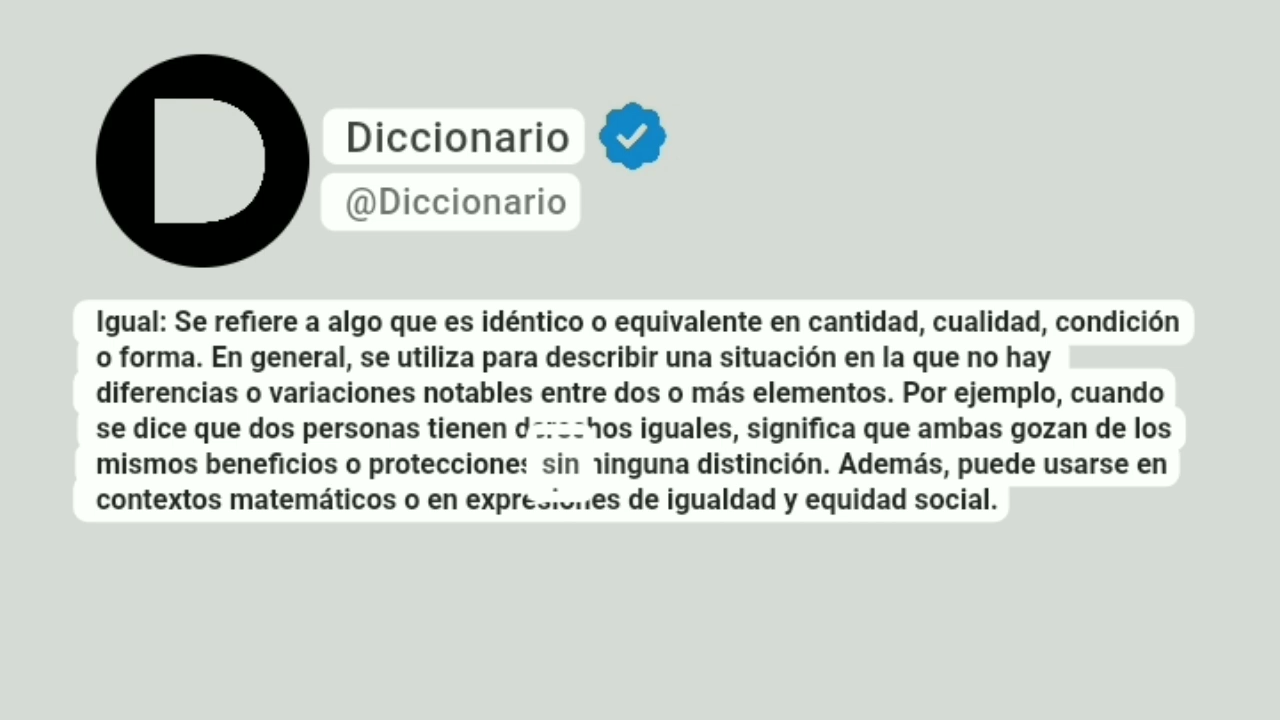 D
Diccionario
@Diccionario
Igual: Se refiere a algo que es idéntico o equivalente en cantidad, cualidad, condición
o forma. En general, se utiliza para describir una situación en la que no hay
diferencias o variaciones notables entre dos o más elementos. Por ejemplo, cuando
se dice que dos personas tienen derechos iguales, significa que ambas gozan de los
mismos beneficios o protecciones sin ninguna distinción. Además, puede usarse en
contextos matemáticos o en expresiones de igualdad y equidad social.